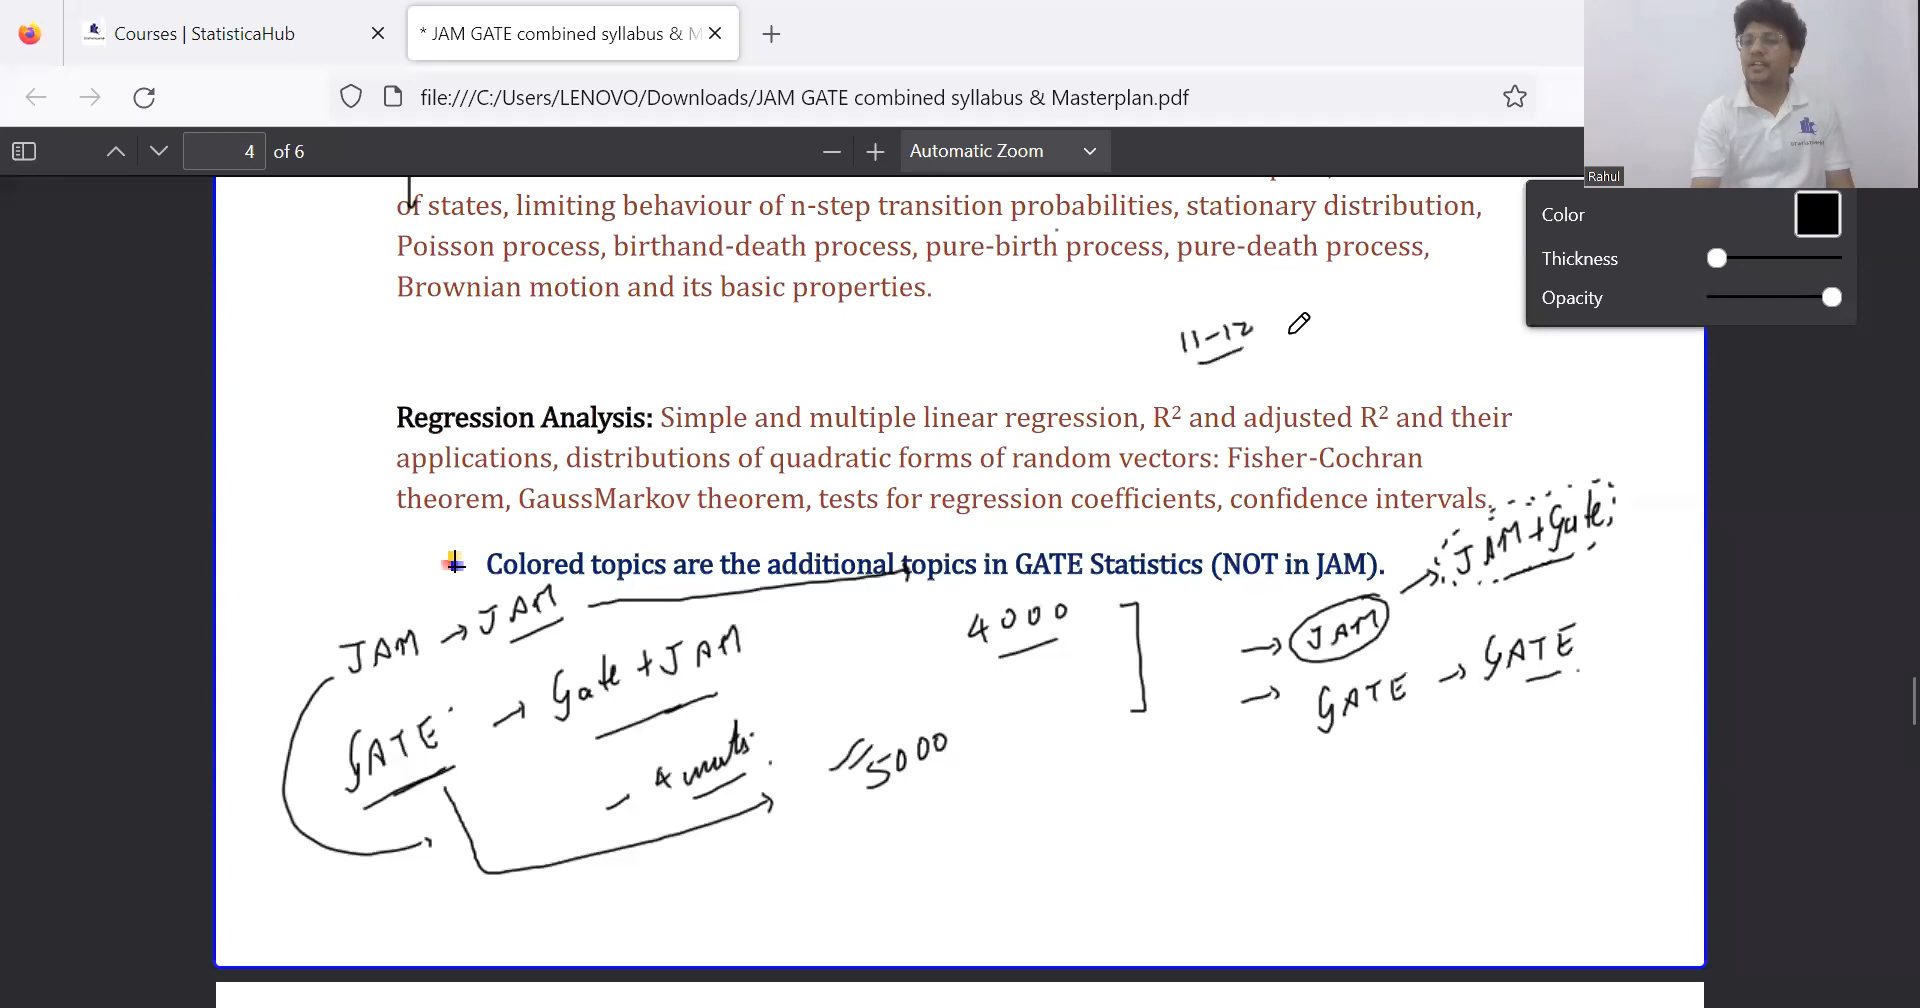 Courses | StatisticaHub
* JAM GATE combined syllabus & M
file:///C:/Users/LENOVO/Downloads/JAM GATE combined syllabus & Masterplan.pdf
4 of 6
Automatic Zoom
Rahul
Color
Thickness
Opacity
of states, limiting behaviour of n-step transition probabilities, stationary distribution,
Poisson process, birthand-death process, pure-birth process, pure-death process,
Brownian motion and its basic properties.
11-12
Regression Analysis: Simple and multiple linear regression, R² and adjusted R² and their
applications, distributions of quadratic forms of random vectors: Fisher-Cochran
theorem, GaussMarkov theorem, tests for regression coefficients, confidence intervals.
JAM + Gate
Colored topics are the additional topics in GATE Statistics (NOT in JAM).
JAM → JAM
4000
→ JAM
GATE → Gate + JAM
→ GATE → GATE
5000